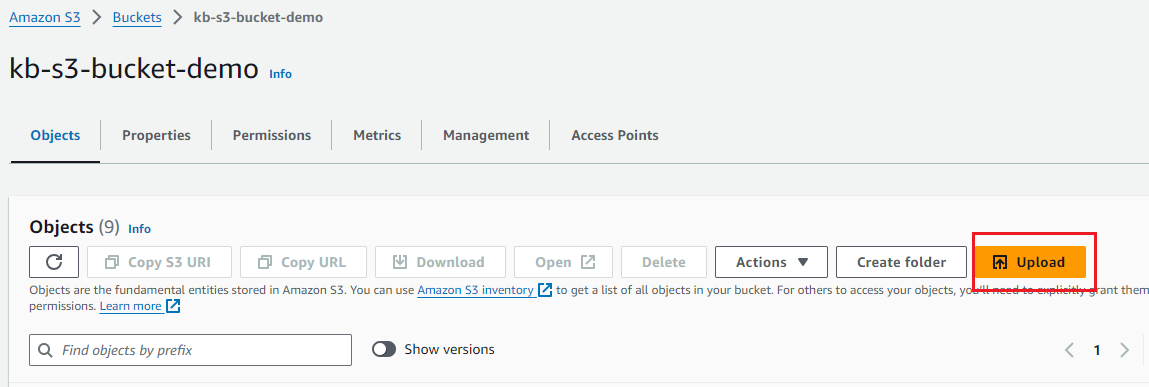 Amazon S3 > Buckets > kb-s3-bucket-demo
kb-s3-bucket-demo Info
Objects Properties Permissions Metrics Management Access Points
Objects (9) Info
Copy S3 URI Copy URL Download Open Delete Actions Create folder Upload
Objects are the fundamental entities stored in Amazon S3. You can use Amazon S3 inventory to get a list of all objects in your bucket. For others to access your objects, you'll need to explicitly grant them
permissions. Learn more
Find objects by prefix Show versions 1